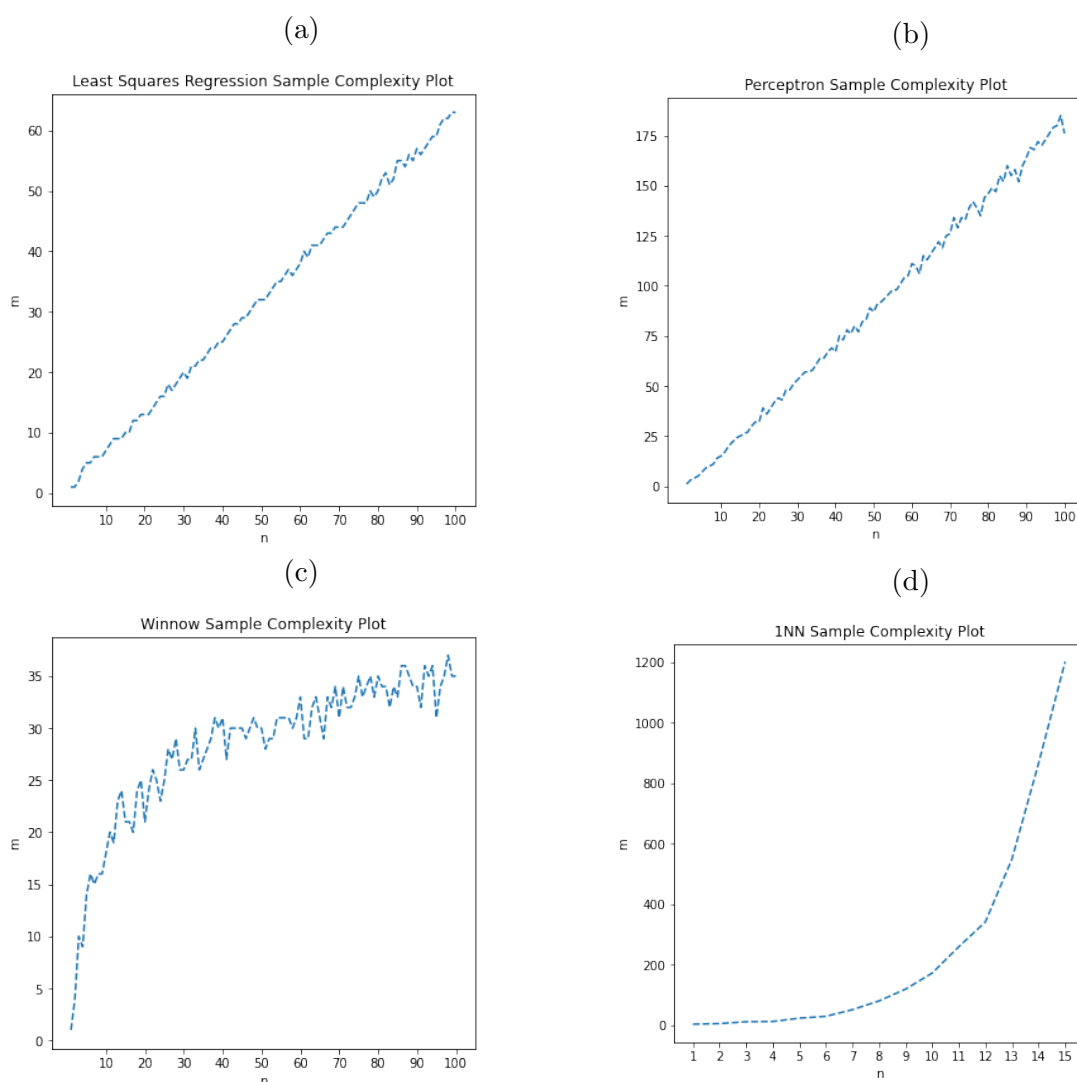 (a)
Least Squares Regression Sample Complexity Plot
60
50
40
30
20
10
0
m
10 20 30 40 50 60 70 80 90 100
n
(b)
Perceptron Sample Complexity Plot
175
150
125
100
75
50
25
0
m
10 20 30 40 50 60 70 80 90 100
n
(c)
Winnow Sample Complexity Plot
35
30
25
20
15
10
5
0
m
10 20 30 40 50 60 70 80 90 100
n
(d)
1NN Sample Complexity Plot
1200
1000
800
600
400
200
0
m
1 2 3 4 5 6 7 8 9 10 11 12 13 14 15
n